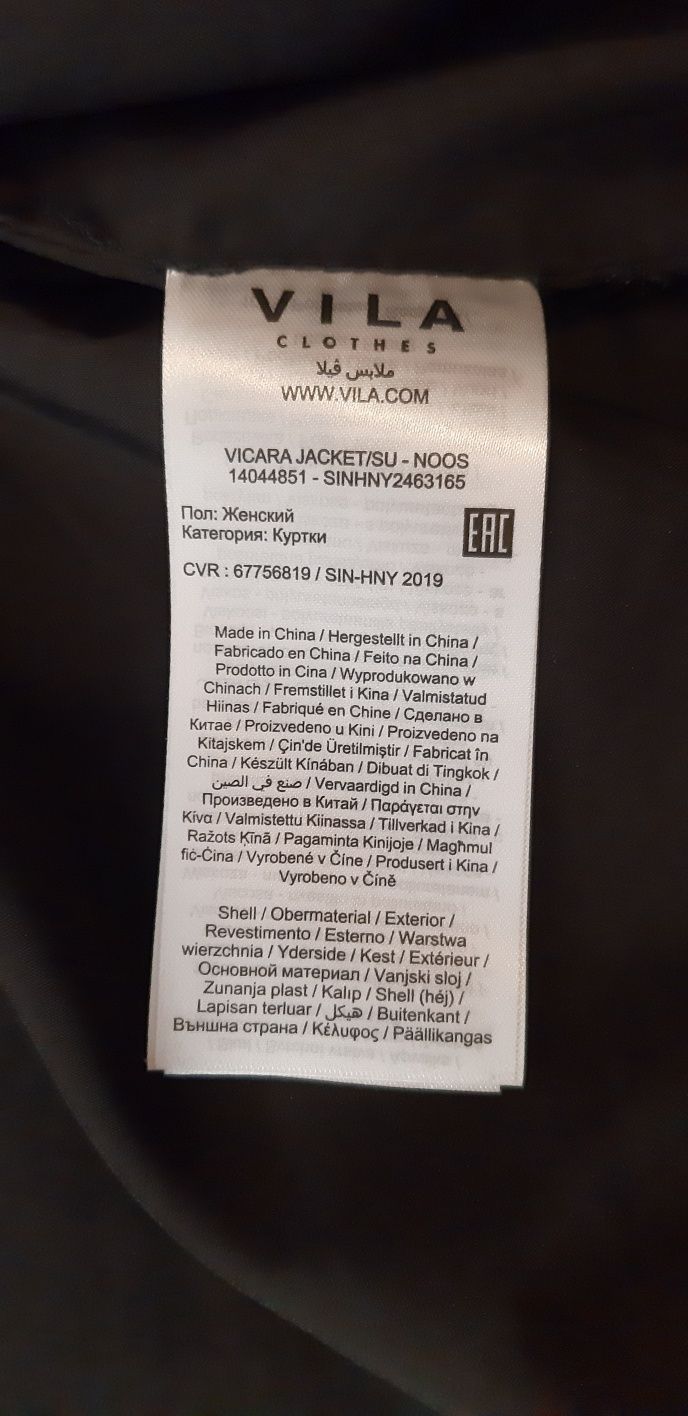 VILA
CLOTHES
ملابس ڤيلا
WWW.VILA.COM
VICARA JACKET/SU - NOOS
14044851 - SINHNY2463165
Пол: Женский
Категория: Куртки
EAC
CVR : 67756819 / SIN-HNY 2019
Made in China / Hergestellt in China /
Fabricado en China / Feito na China /
Prodotto in Cina / Wyprodukowano w
Chinach / Fremstillet i Kina / Valmistatud
Hiinas / Fabriqué en Chine / Сделано в
Китае / Proizvedeno u Kini / Proizvedeno na
Kitajskem / Çin'de Üretilmiştir / Fabricat în
China / Készült Kínában / Dibuat di Tingkok /
صنع في الصين / Vervaardigd in China /
Произведено в Китай / Παράγεται στην
Κίνα / Valmistettu Kiinassa / Tillverkad i Kina /
Ražots Ķīnā / Pagaminta Kinijoje / Magħmul
fiċ-Ċina / Vyrobené v Číne / Produsert i Kina /
Vyrobeno v Číně
Shell / Obermaterial / Exterior /
Revestimento / Esterno / Warstwa
wierzchnia / Yderside / Kest / Extérieur /
Основной материал / Vanjski sloj /
Zunanja plast / Kalıp / Shell (héj) /
Lapisan terluar / هيكل / Buitenkant /
Външна страна / Κέλυφος / Päällikangas